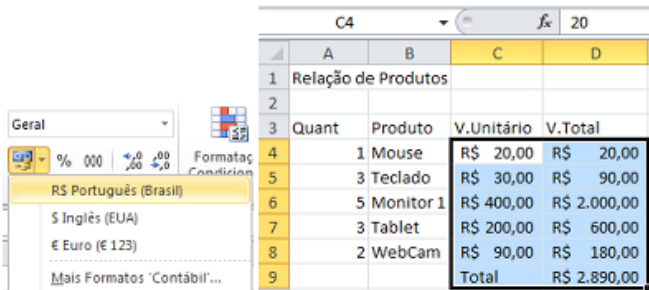 Geral
% 000 ,00 ,00
Formataç
Condicion
R$ Português (Brasil)
$ Inglês (EUA)
€ Euro (€ 123)
Mais Formatos 'Contábil'...
C4 fx 20
A B C D
1 Relação de Produtos
2
3 Quant Produto V.Unitário V.Total
4 1 Mouse R$ 20,00 R$ 20,00
5 3 Teclado R$ 30,00 R$ 90,00
6 5 Monitor 1 R$ 400,00 R$ 2.000,00
7 3 Tablet R$ 200,00 R$ 600,00
8 2 WebCam R$ 90,00 R$ 180,00
9 Total R$ 2.890,00